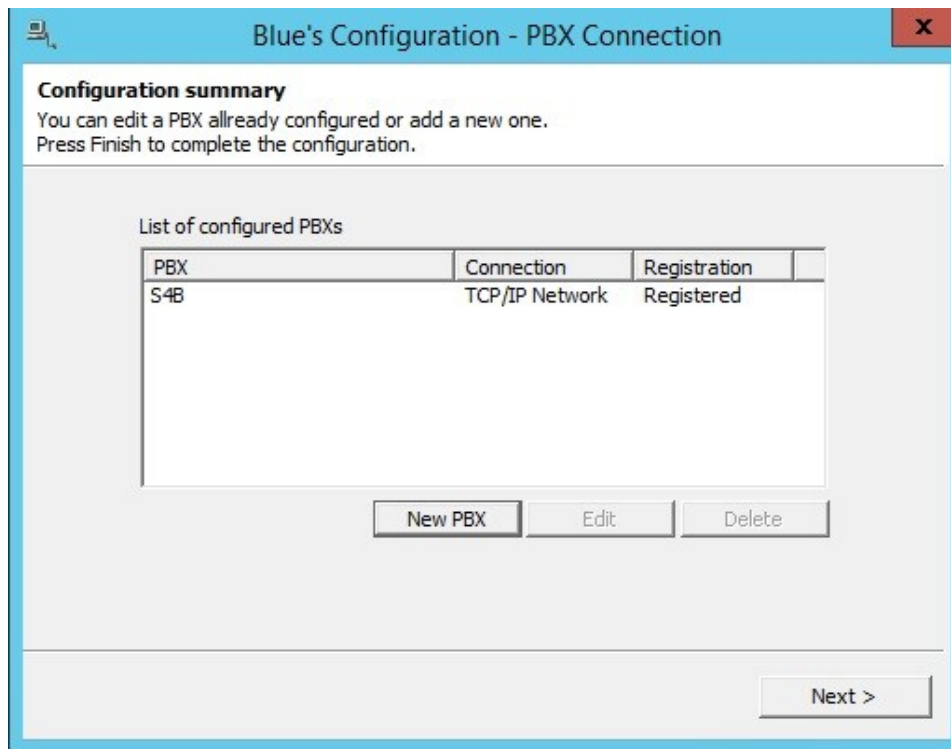 Blue's Configuration - PBX Connection
x
Configuration summary
You can edit a PBX allready configured or add a new one.
Press Finish to complete the configuration.
List of configured PBXs
PBX Connection Registration
S4B TCP/IP Network Registered
New PBX Edit Delete
Next >